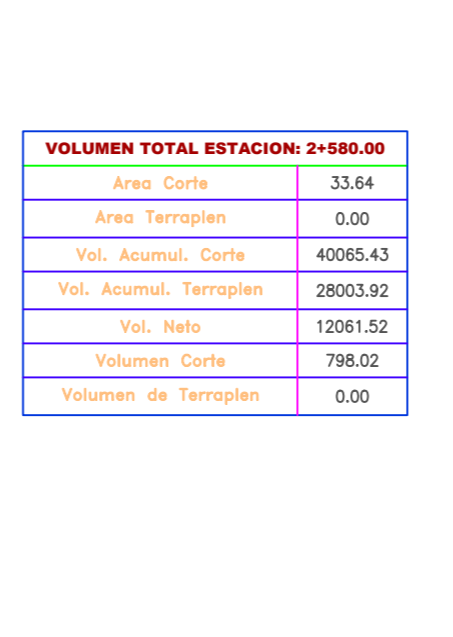 VOLUMEN TOTAL ESTACION: 2+580.00
Area Corte 33.64
Area Terraplen 0.00
Vol. Acumul. Corte 40065.43
Vol. Acumul. Terraplen 28003.92
Vol. Neto 12061.52
Volumen Corte 798.02
Volumen de Terraplen 0.00